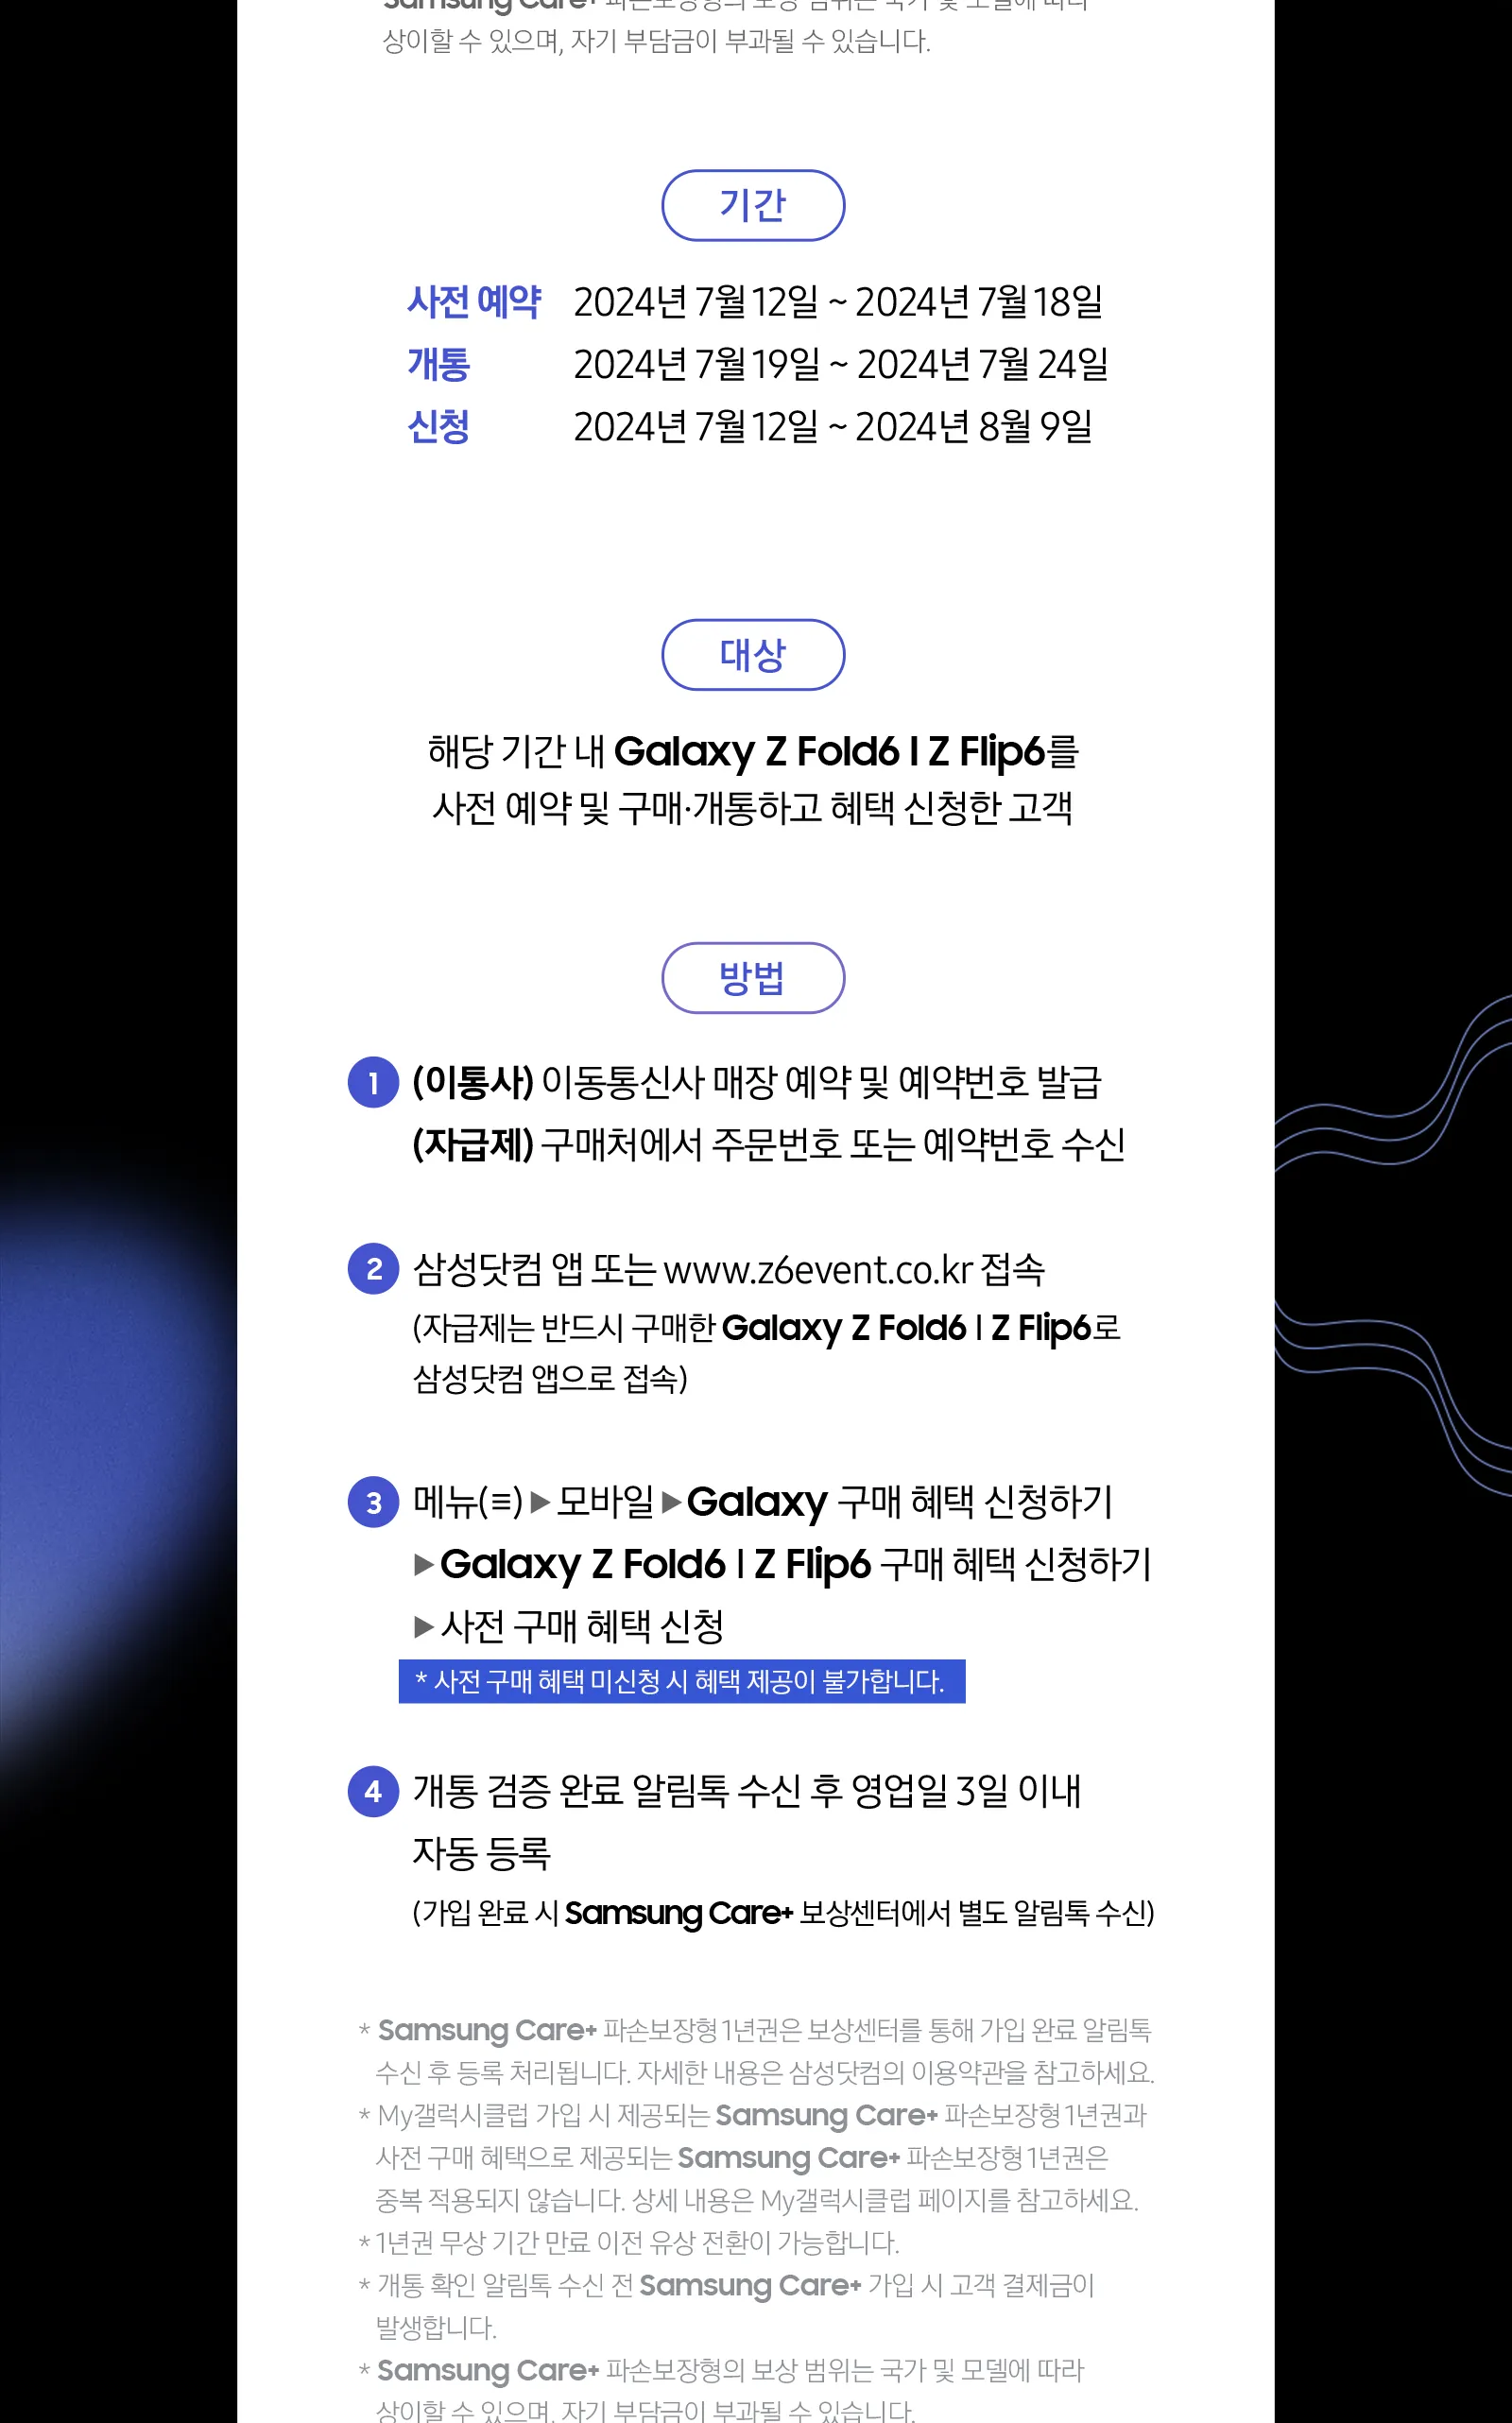 Samsung Care+ 파손보장형의 보상 범위는 국가 및 모델에 따라
상이할 수 있으며, 자기 부담금이 부과될 수 있습니다.
기간
사전 예약 2024년 7월 12일 ~ 2024년 7월 18일
개통 2024년 7월 19일 ~ 2024년 7월 24일
신청 2024년 7월 12일 ~ 2024년 8월 9일
대상
해당 기간 내 Galaxy Z Fold6 | Z Flip6를
사전 예약 및 구매·개통하고 혜택 신청한 고객
방법
1 (이통사) 이동통신사 매장 예약 및 예약번호 발급
(자급제) 구매처에서 주문번호 또는 예약번호 수신
2 삼성닷컴 앱 또는 www.z6event.co.kr 접속
(자급제는 반드시 구매한 Galaxy Z Fold6 | Z Flip6로
삼성닷컴 앱으로 접속)
3 메뉴(≡) ▶ 모바일 ▶ Galaxy 구매 혜택 신청하기
▶ Galaxy Z Fold6 | Z Flip6 구매 혜택 신청하기
▶ 사전 구매 혜택 신청
* 사전 구매 혜택 미신청 시 혜택 제공이 불가합니다.
4 개통 검증 완료 알림톡 수신 후 영업일 3일 이내
자동 등록
(가입 완료 시 Samsung Care+ 보상센터에서 별도 알림톡 수신)
* Samsung Care+ 파손보장형 1년권은 보상센터를 통해 가입 완료 알림톡
수신 후 등록 처리됩니다. 자세한 내용은 삼성닷컴의 이용약관을 참고하세요.
* My갤럭시클럽 가입 시 제공되는 Samsung Care+ 파손보장형 1년권과
사전 구매 혜택으로 제공되는 Samsung Care+ 파손보장형 1년권은
중복 적용되지 않습니다. 상세 내용은 My갤럭시클럽 페이지를 참고하세요.
* 1년권 무상 기간 만료 이전 유상 전환이 가능합니다.
* 개통 확인 알림톡 수신 전 Samsung Care+ 가입 시 고객 결제금이
발생합니다.
* Samsung Care+ 파손보장형의 보상 범위는 국가 및 모델에 따라
상이할 수 있으며, 자기 부담금이 부과될 수 있습니다.